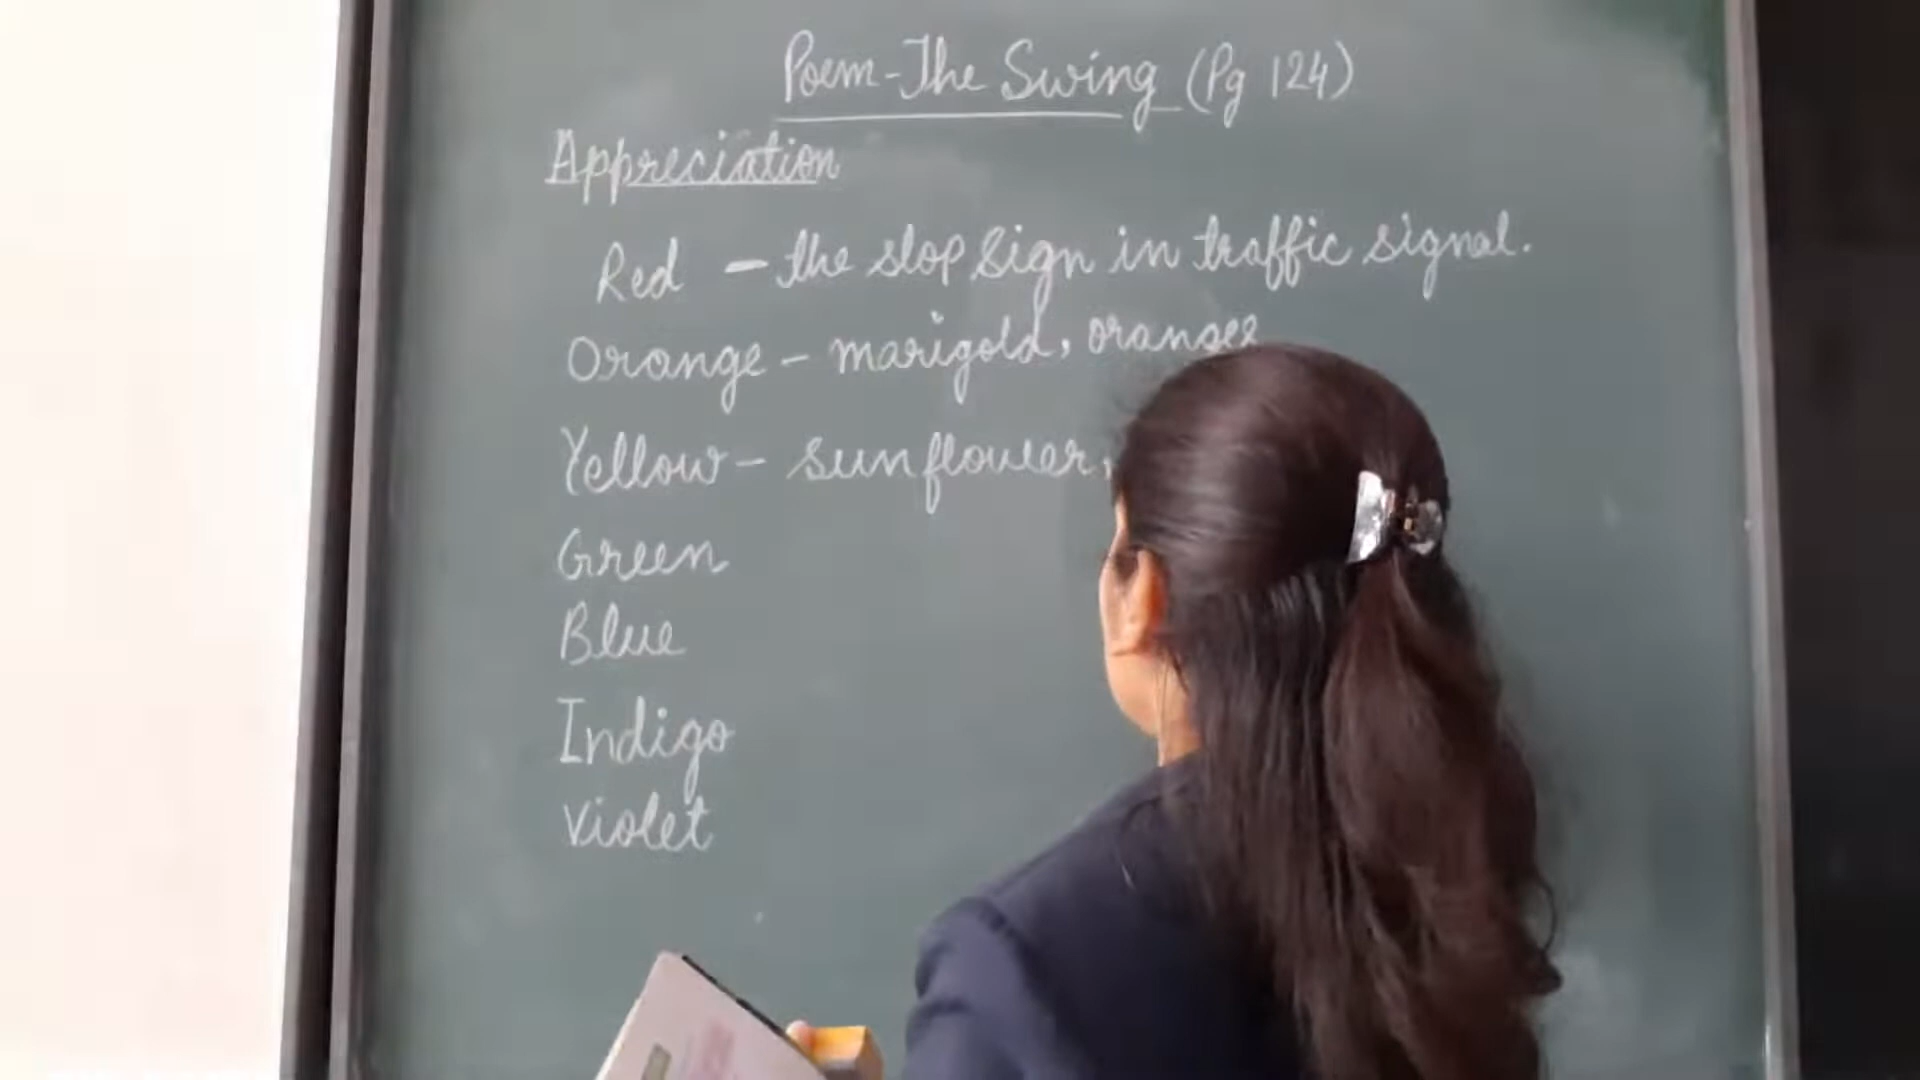 Poem-The Swing (Pg 124)
Appreciation
Red - the stop sign in traffic signal.
Orange - marigold, oranges
Yellow - sunflower,
Green
Blue
Indigo
Violet